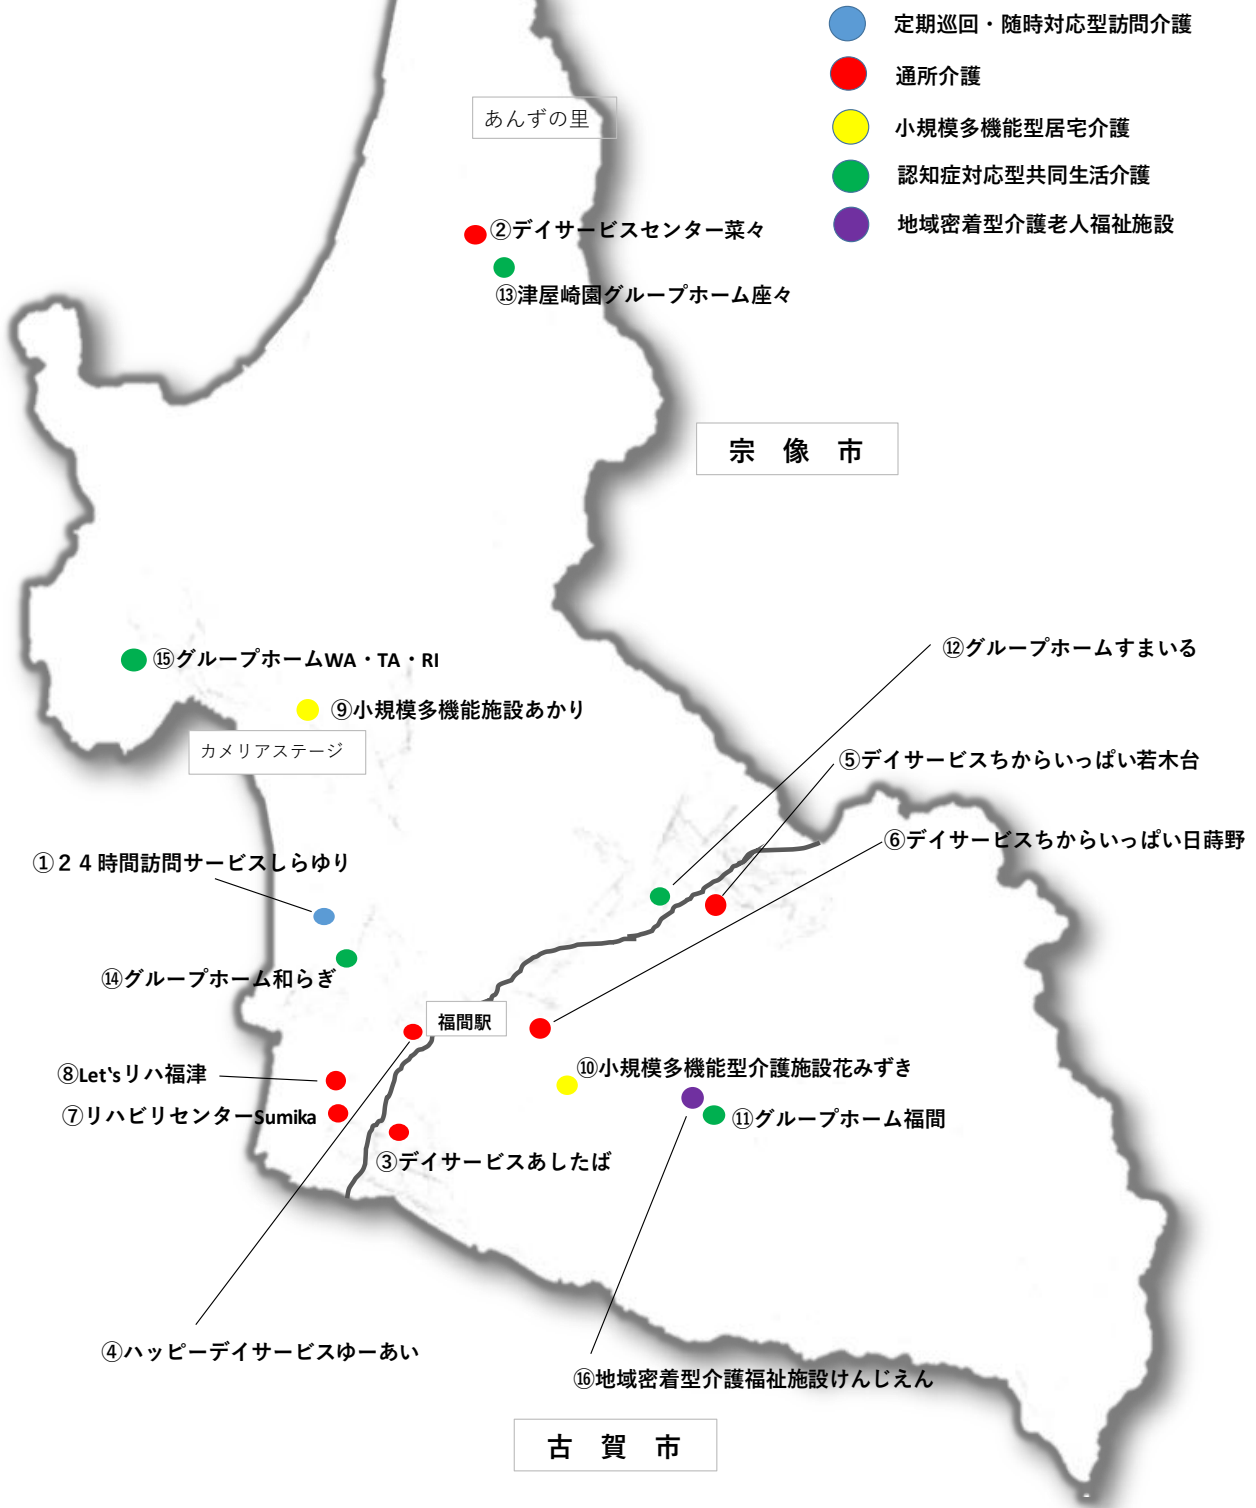 定期巡回・随時対応型訪問介護
通所介護
小規模多機能型居宅介護
認知症対応型共同生活介護
地域密着型介護老人福祉施設
あんずの里
②デイサービスセンター菜々
⑬津屋崎園グループホーム座々
宗 像 市
⑫グループホームすまいる
⑮グループホームWA・TA・RI
⑨小規模多機能施設あかり
カメリアステージ
⑤デイサービスちからいっぱい若木台
⑥デイサービスちからいっぱい日蒔野
①２４時間訪問サービスしらゆり
⑭グループホーム和らぎ
福間駅
⑩小規模多機能型介護施設花みずき
⑧Let'sリハ福津
⑦リハビリセンターSumika
⑪グループホーム福間
③デイサービスあしたば
④ハッピーデイサービスゆーあい
⑯地域密着型介護福祉施設けんじえん
古 賀 市